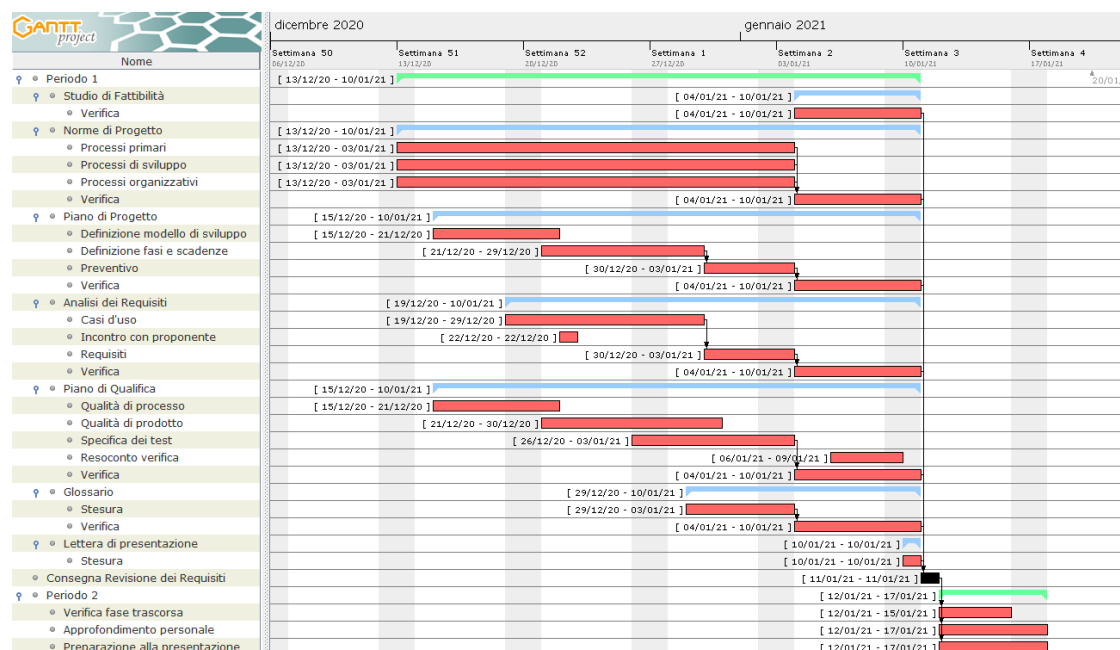 GANTT
project
dicembre 2020
gennaio 2021
Nome
Settimana 50
Settimana 51
Settimana 52
Settimana 1
Settimana 2
Settimana 3
Settimana 4
06/12/20
13/12/20
20/12/20
27/12/20
03/01/21
10/01/21
17/01/21
20/01
Periodo 1 [ 13/12/20 - 10/01/21 ]
Studio di Fattibilità [ 04/01/21 - 10/01/21 ]
Verifica [ 04/01/21 - 10/01/21 ]
Norme di Progetto [ 13/12/20 - 10/01/21 ]
Processi primari [ 13/12/20 - 03/01/21 ]
Processi di sviluppo [ 13/12/20 - 03/01/21 ]
Processi organizzativi [ 13/12/20 - 03/01/21 ]
Verifica [ 04/01/21 - 10/01/21 ]
Piano di Progetto [ 15/12/20 - 10/01/21 ]
Definizione modello di sviluppo [ 15/12/20 - 21/12/20 ]
Definizione fasi e scadenze [ 21/12/20 - 29/12/20 ]
Preventivo [ 30/12/20 - 03/01/21 ]
Verifica [ 04/01/21 - 10/01/21 ]
Analisi dei Requisiti [ 19/12/20 - 10/01/21 ]
Casi d'uso [ 19/12/20 - 29/12/20 ]
Incontro con proponente [ 22/12/20 - 22/12/20 ]
Requisiti [ 30/12/20 - 03/01/21 ]
Verifica [ 04/01/21 - 10/01/21 ]
Piano di Qualifica [ 15/12/20 - 10/01/21 ]
Qualità di processo [ 15/12/20 - 21/12/20 ]
Qualità di prodotto [ 21/12/20 - 30/12/20 ]
Specifica dei test [ 26/12/20 - 03/01/21 ]
Resoconto verifica [ 06/01/21 - 09/01/21 ]
Verifica [ 04/01/21 - 10/01/21 ]
Glossario [ 29/12/20 - 10/01/21 ]
Stesura [ 29/12/20 - 03/01/21 ]
Verifica [ 04/01/21 - 10/01/21 ]
Lettera di presentazione [ 10/01/21 - 10/01/21 ]
Stesura [ 10/01/21 - 10/01/21 ]
Consegna Revisione dei Requisiti [ 11/01/21 - 11/01/21 ]
Periodo 2 [ 12/01/21 - 17/01/21 ]
Verifica fase trascorsa [ 12/01/21 - 15/01/21 ]
Approfondimento personale [ 12/01/21 - 17/01/21 ]
Preparazione alla presentazione [ 12/01/21 - 17/01/21 ]